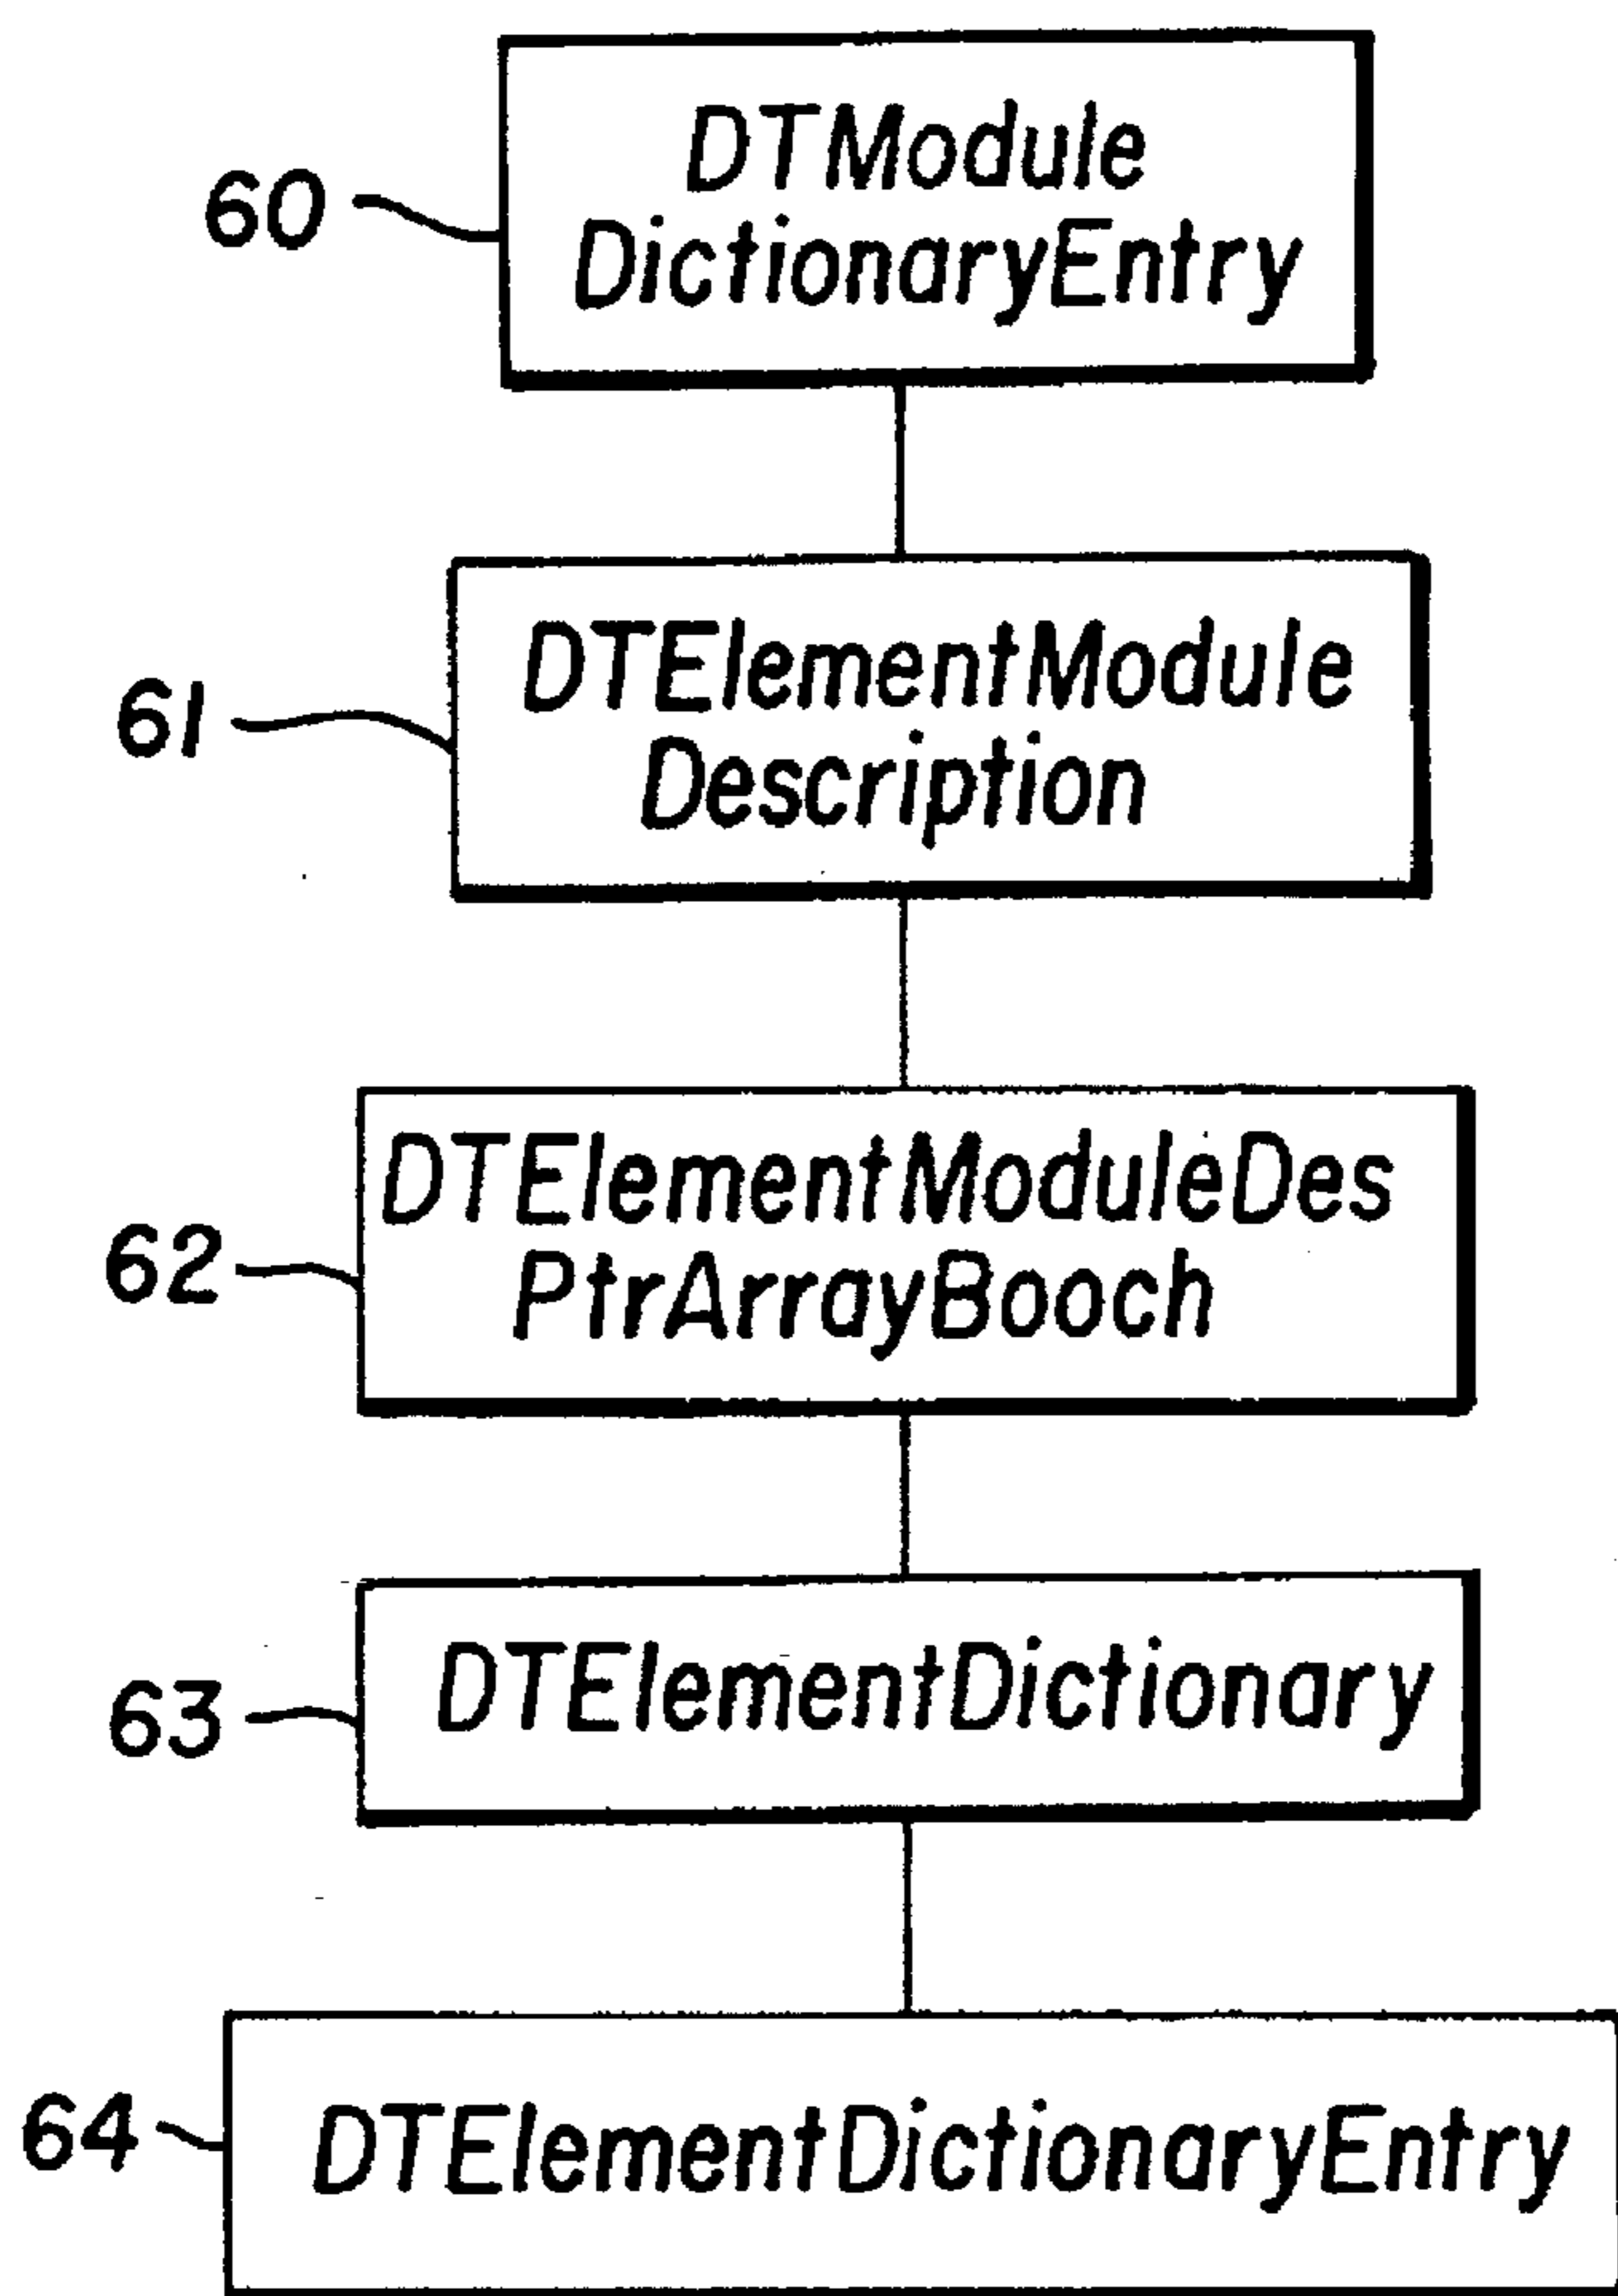 60
DTModule
DictionaryEntry
61
DTElementModule
Description
62
DTElementModuleDes
PtrArrayBooch
63
DTElementDictionary
64
DTElementDictionaryEntry